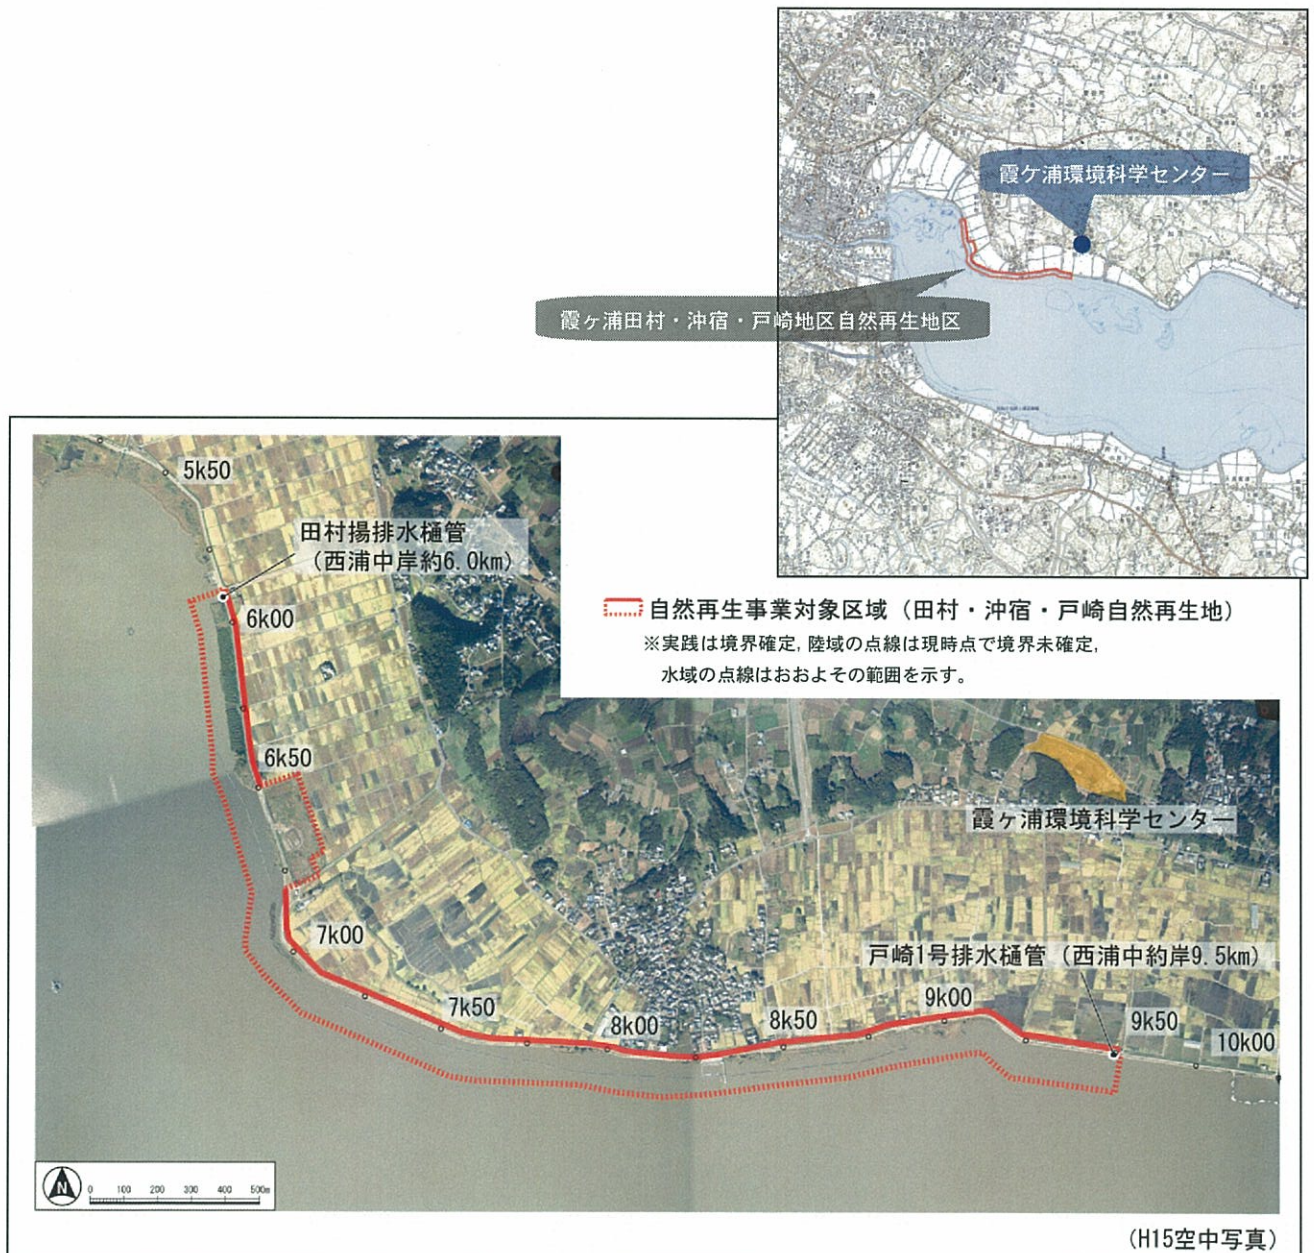 霞ケ浦環境科学センター
霞ヶ浦田村・沖宿・戸崎地区自然再生地区
5k50
田村揚排水樋管
（西浦中岸約6.0km）
自然再生事業対象区域（田村・沖宿・戸崎自然再生地）
※実践は境界確定, 陸域の点線は現時点で境界未確定,
水域の点線はおおよその範囲を示す。
6k00
6k50
霞ヶ浦環境科学センター
7k00
戸崎1号排水樋管（西浦中約岸9.5km）
7k50
8k00
8k50
9k00
9k50
10k00
N
0 100 200 300 400 500m
（H15空中写真）